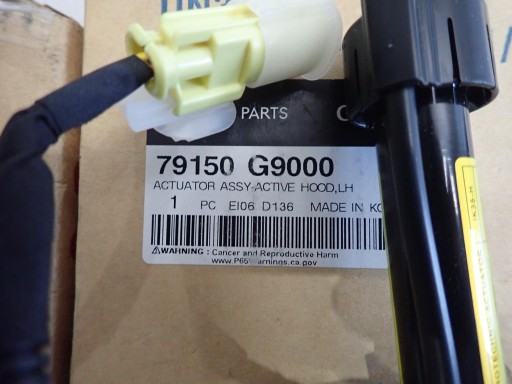 PARTS
79150 G9000
ACTUATOR ASSY-ACTIVE HOOD,LH
1 PC EI06 D136 MADE IN KO
WARNING : Cancer and Reproductive Harm
www.P65Warnings.ca.gov